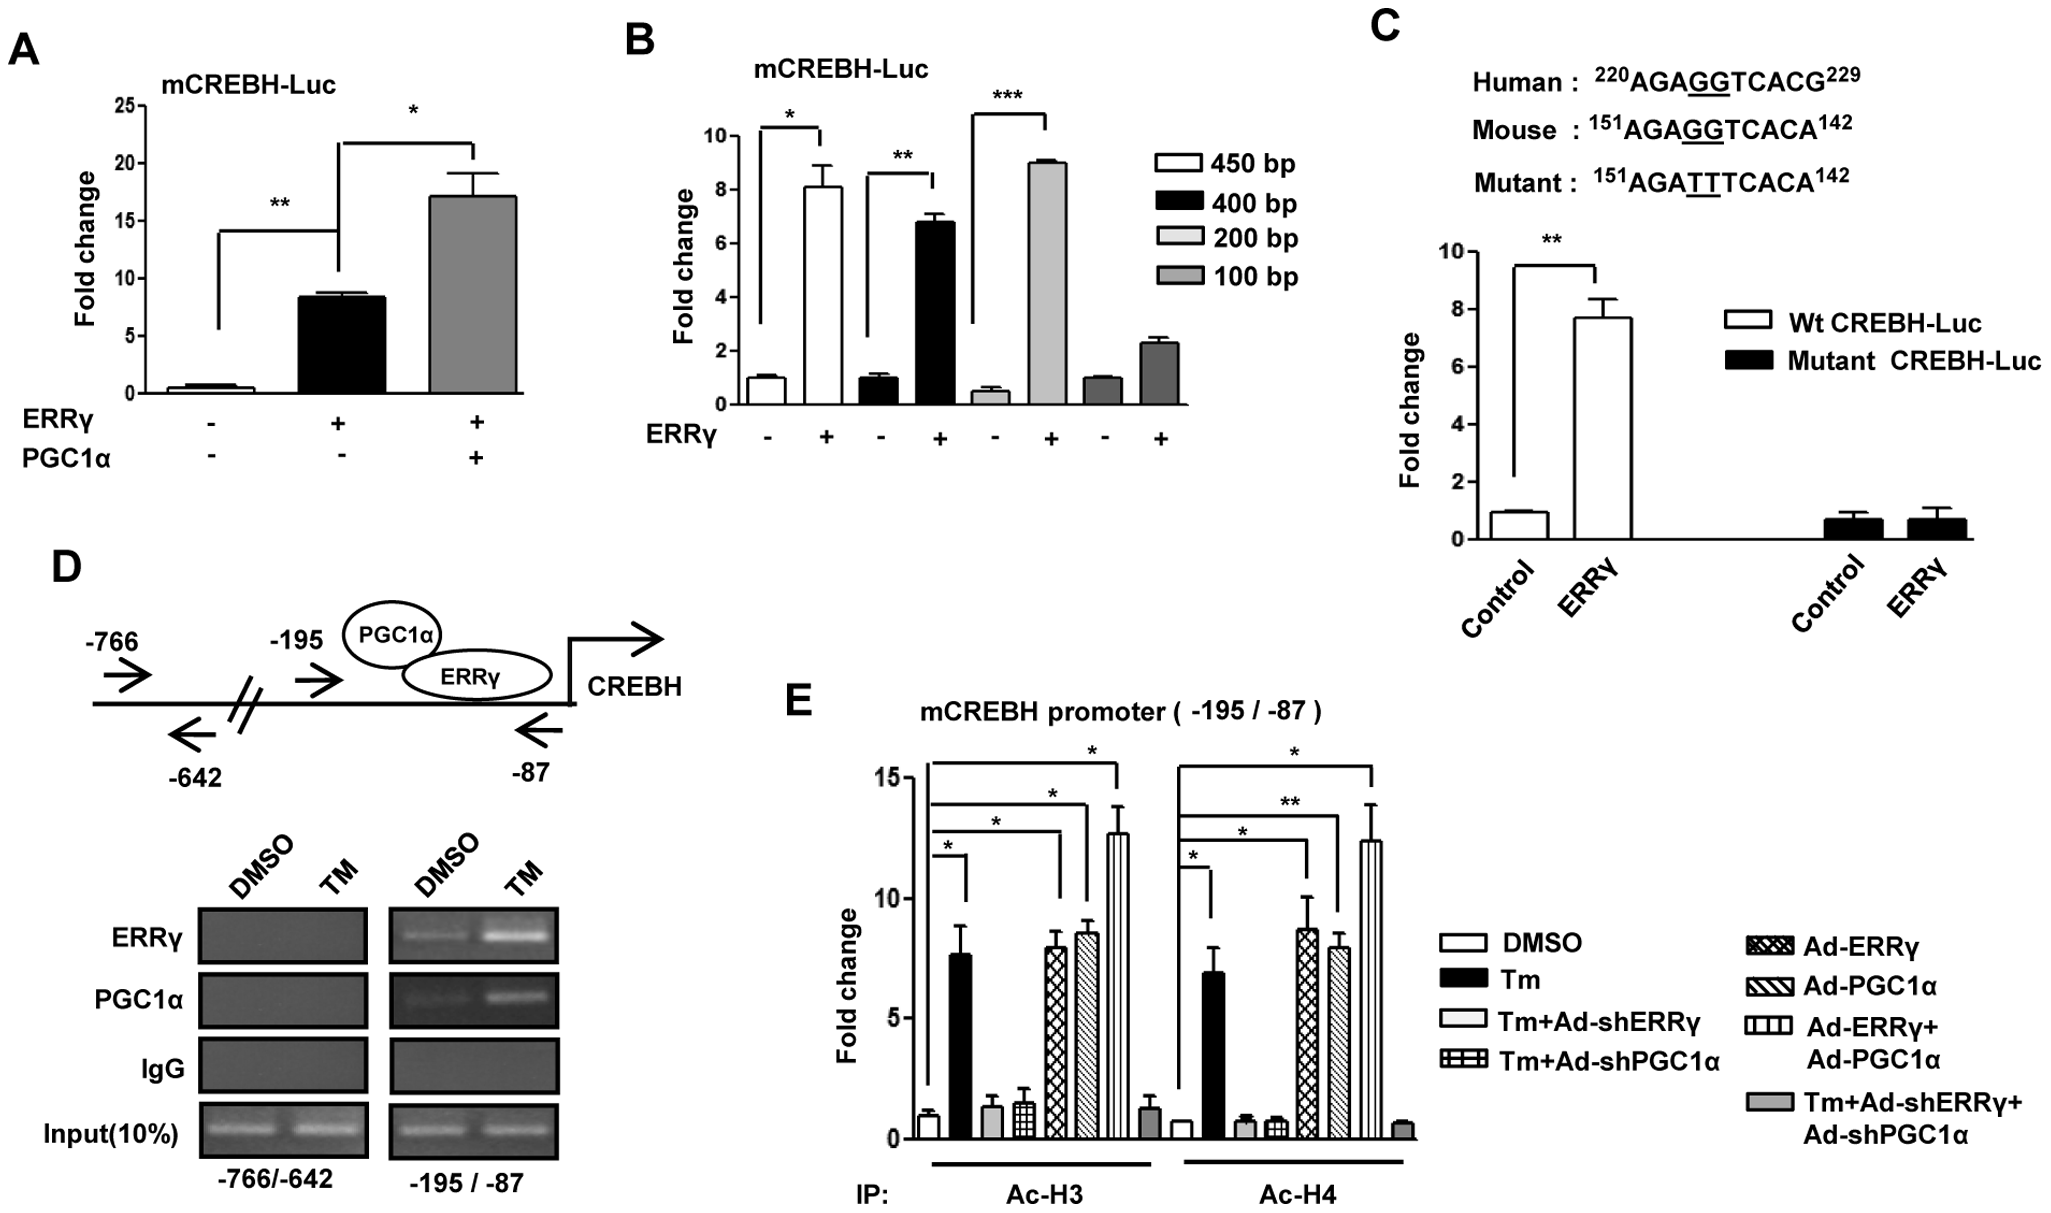 A
mCREBH-Luc
Fold change
25
20
15
10
5
0
**
*
ERRγ - + +
PGC1α - - +
B
mCREBH-Luc
Fold change
10
8
6
4
2
0
*
**
***
450 bp
400 bp
200 bp
100 bp
ERRγ - + - + - + - +
C
Human : ²²⁰AGAGGTCACG²²⁹
Mouse : ¹⁵¹AGAGGTCACA¹⁴²
Mutant : ¹⁵¹AGATTTCACA¹⁴²
Fold change
10
8
6
4
2
0
**
Wt CREBH-Luc
Mutant CREBH-Luc
Control ERRγ Control ERRγ
D
-766
-195
PGC1α
ERRγ
CREBH
-642
-87
DMSO TM DMSO TM
ERRγ
PGC1α
IgG
Input(10%)
-766/-642 -195 / -87
E
mCREBH promoter ( -195 / -87 )
Fold change
15
10
5
0
* * * *
* * ** *
IP: Ac-H3 Ac-H4
DMSO
Tm
Tm+Ad-shERRγ
Tm+Ad-shPGC1α
Ad-ERRγ
Ad-PGC1α
Ad-ERRγ+
Ad-PGC1α
Tm+Ad-shERRγ+
Ad-shPGC1α